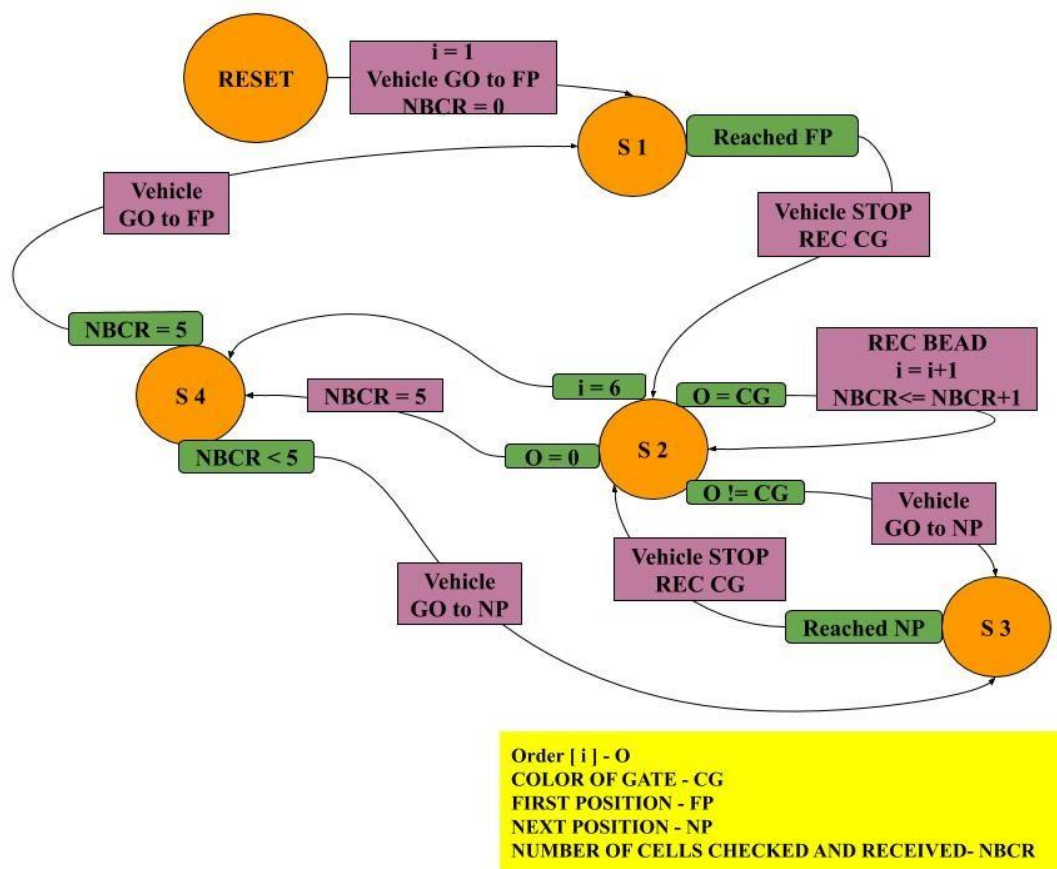 RESET
i = 1
Vehicle GO to FP
NBCR = 0
S 1
Reached FP
Vehicle
GO to FP
Vehicle STOP
REC CG
NBCR = 5
S 4
NBCR < 5
i = 6
NBCR = 5
O = 0
S 2
O = CG
REC BEAD
i = i+1
NBCR<= NBCR+1
O != CG
Vehicle
GO to NP
Vehicle STOP
REC CG
Reached NP
S 3
Vehicle
GO to NP
Order [ i ] - O
COLOR OF GATE - CG
FIRST POSITION - FP
NEXT POSITION - NP
NUMBER OF CELLS CHECKED AND RECEIVED- NBCR